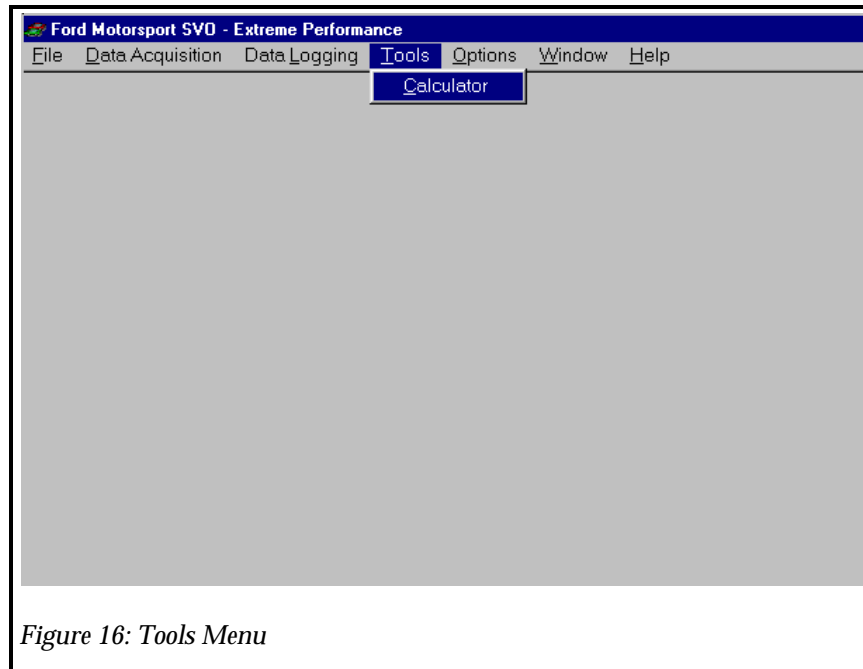 Ford Motorsport SVO - Extreme Performance
File Data Acquisition Data Logging Tools Options Window Help
Calculator
Figure 16: Tools Menu